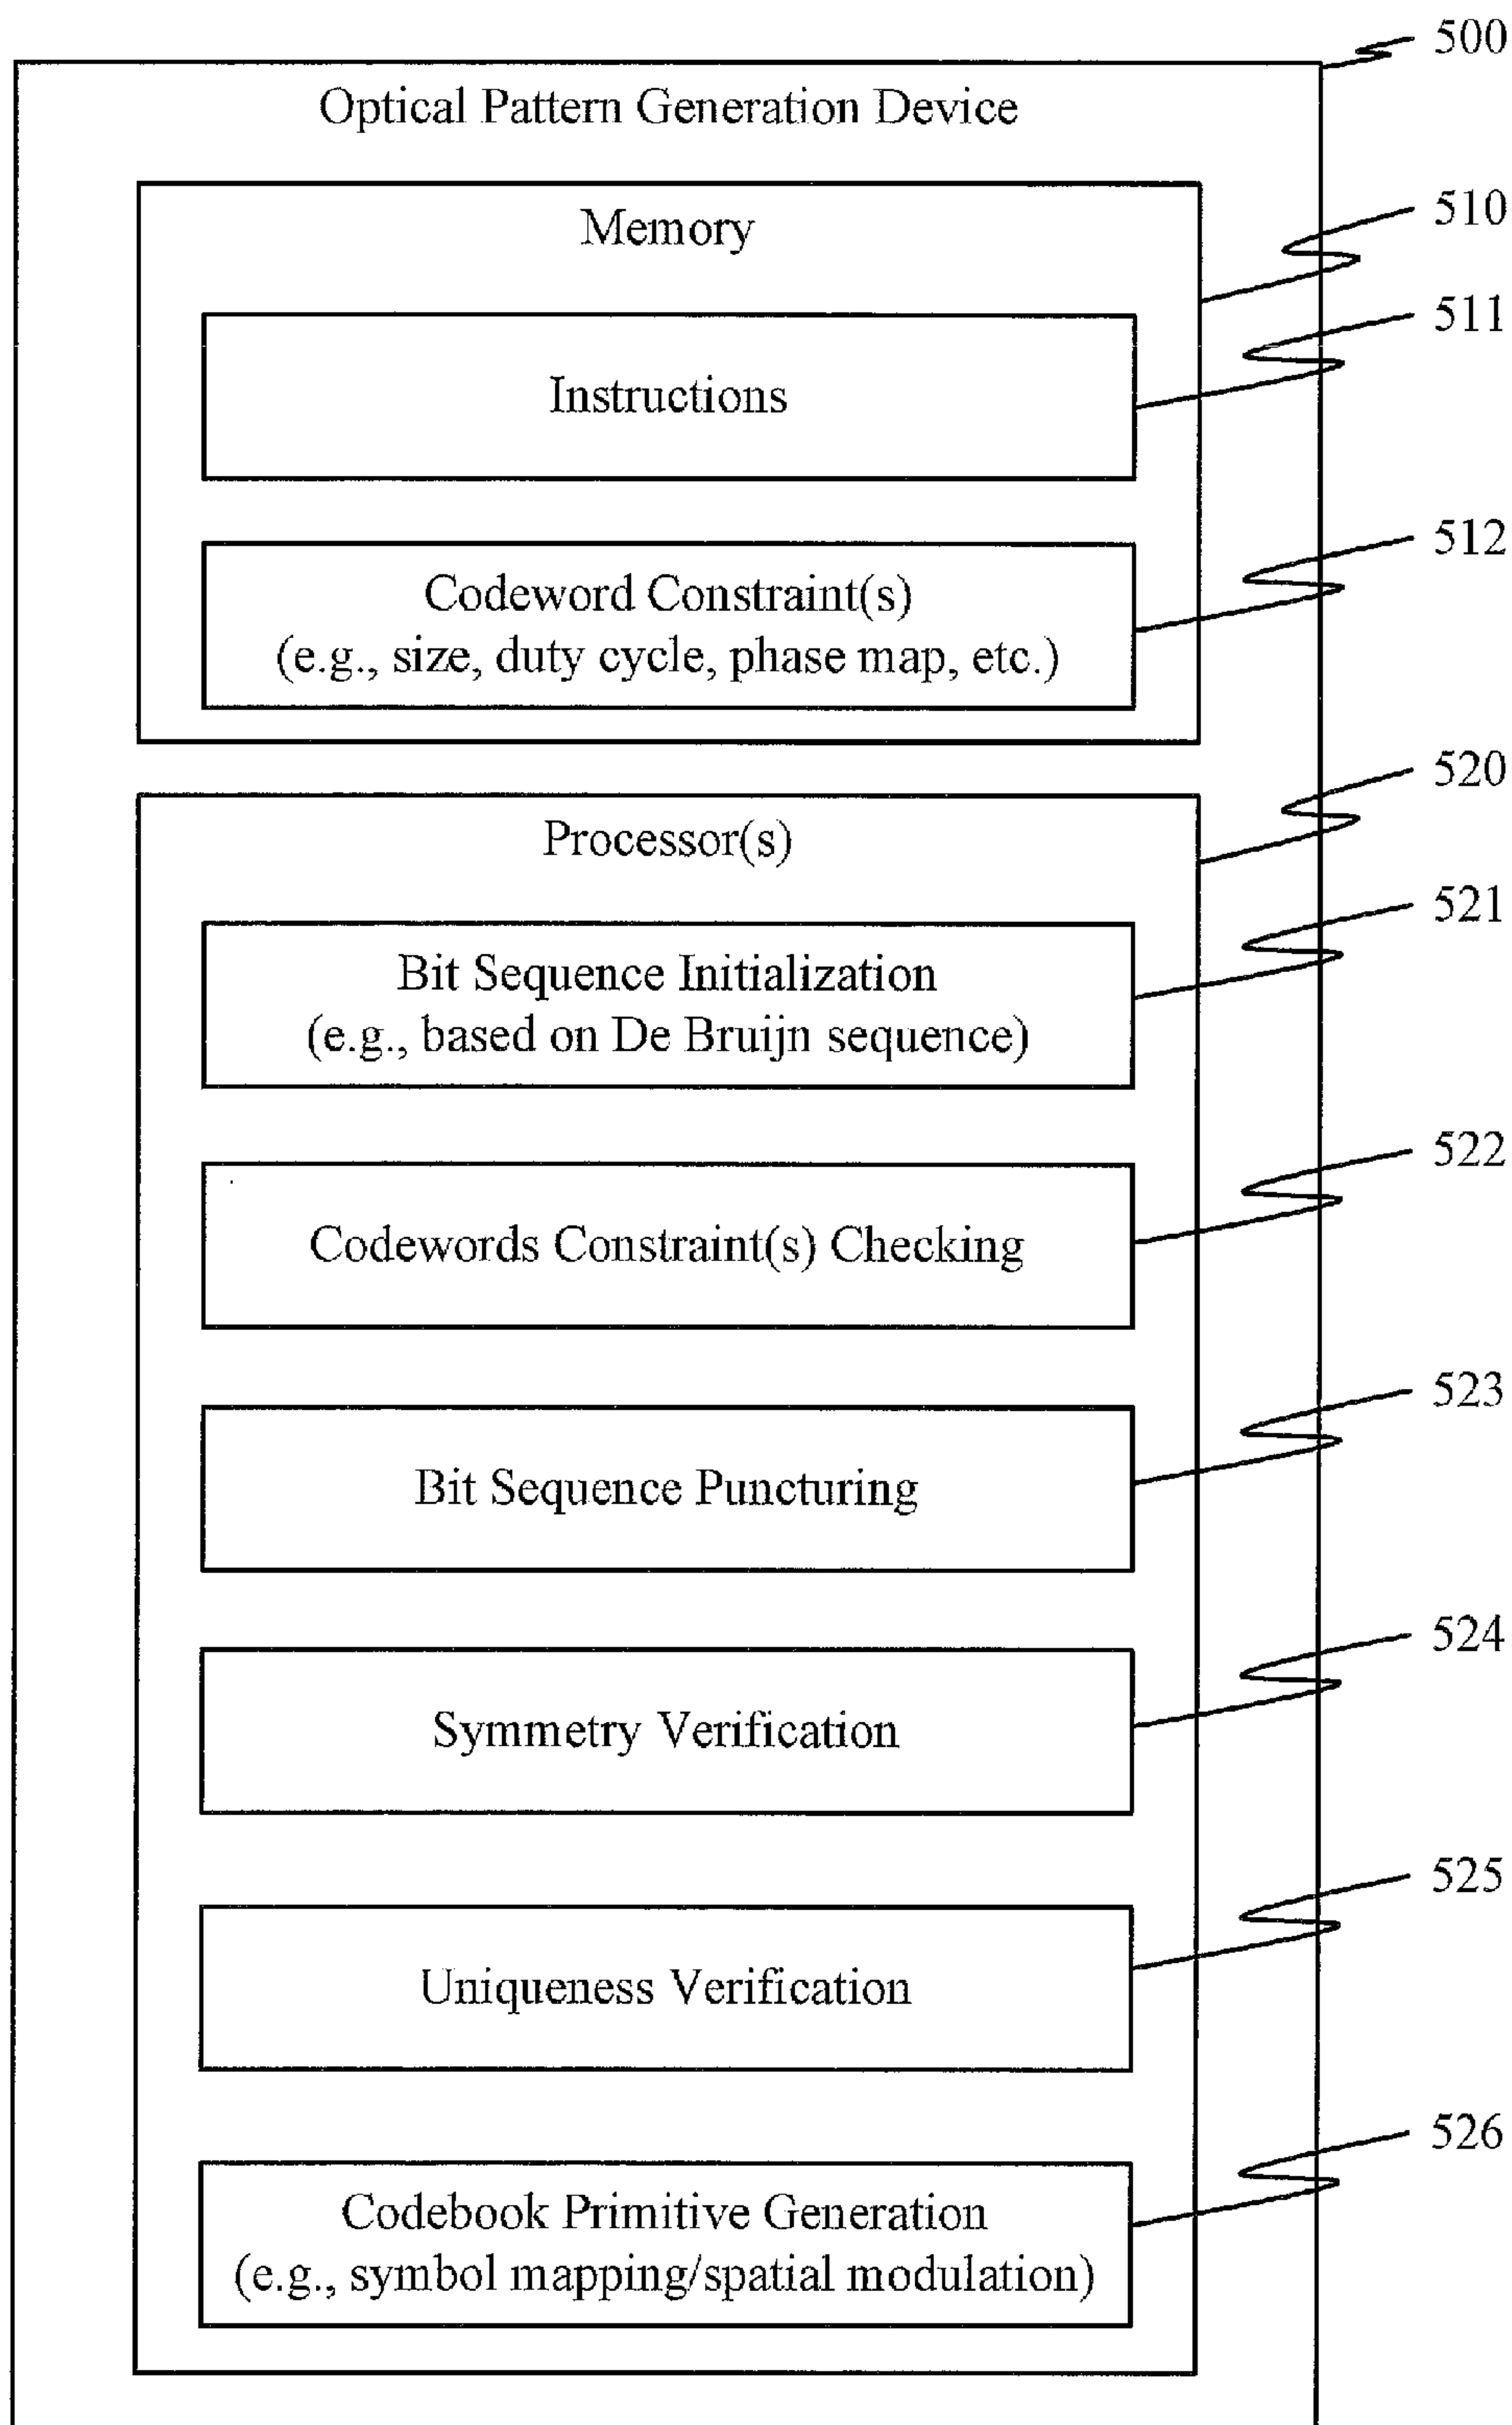 500
Optical Pattern Generation Device
510
Memory
511
Instructions
512
Codeword Constraint(s)
(e.g., size, duty cycle, phase map, etc.)
520
Processor(s)
521
Bit Sequence Initialization
(e.g., based on De Bruijn sequence)
522
Codewords Constraint(s) Checking
523
Bit Sequence Puncturing
524
Symmetry Verification
525
Uniqueness Verification
526
Codebook Primitive Generation
(e.g., symbol mapping/spatial modulation)